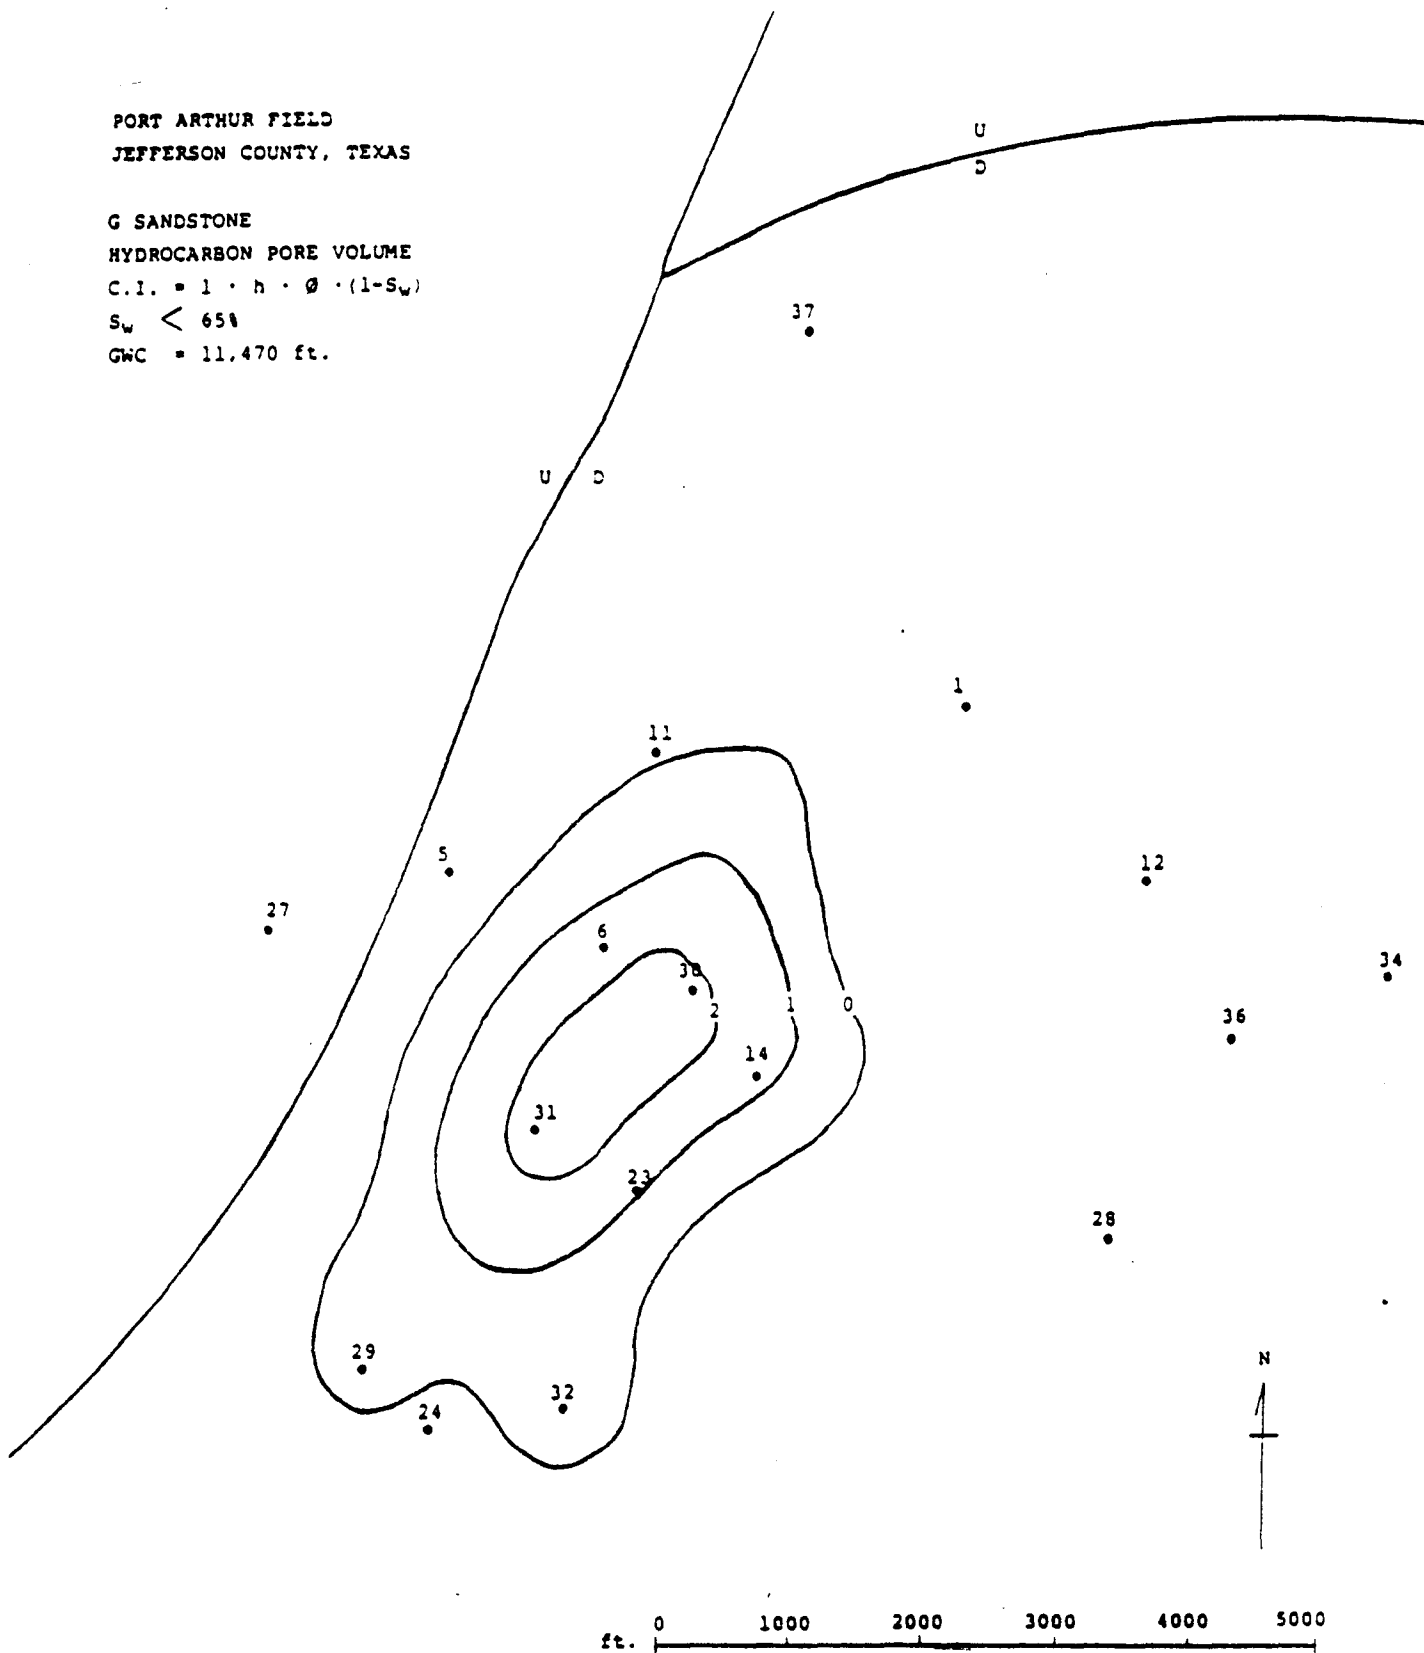 PORT ARTHUR FIELD
JEFFERSON COUNTY, TEXAS
G SANDSTONE
HYDROCARBON PORE VOLUME
C.I. = 1 · h · Ø · (1-Sw)
Sw < 65%
GWC = 11,470 ft.
U
D
37
U D
1
11
5
12
27
6
30
34
2 1 0
36
14
31
23
28
29
N
32
24
0 1000 2000 3000 4000 5000
ft.